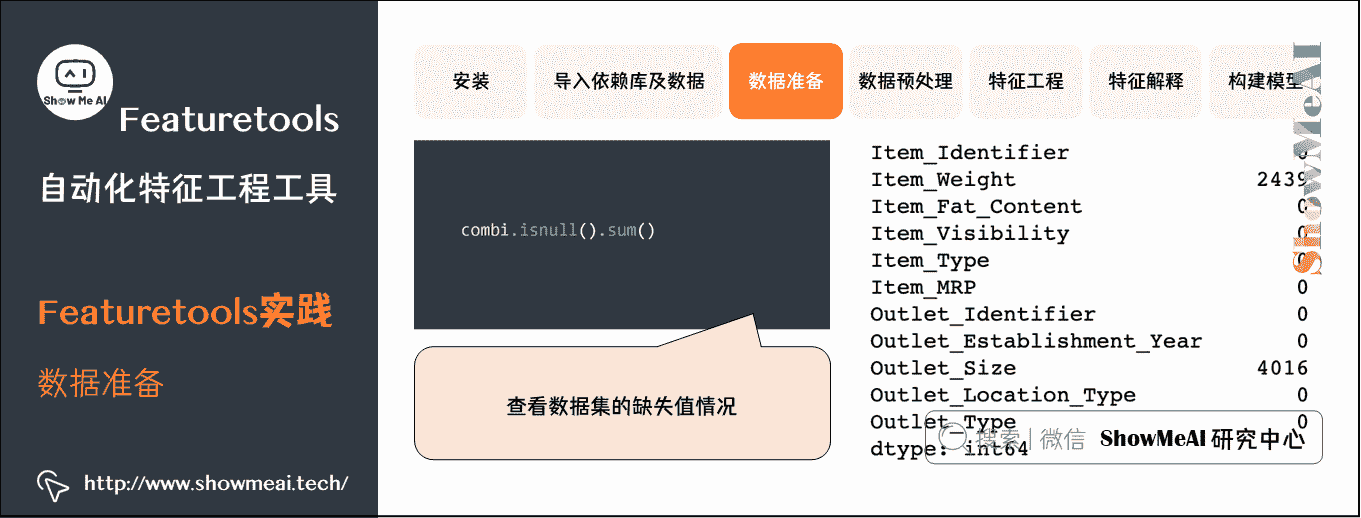 Show Me AI
Featuretools
自动化特征工程工具
Featuretools实践
数据准备
http://www.showmeai.tech/
安装
导入依赖库及数据
数据准备
数据预处理
特征工程
特征解释
构建模型
combi.isnull().sum()
查看数据集的缺失值情况
Item_Identifier 0
Item_Weight 2439
Item_Fat_Content 0
Item_Visibility 0
Item_Type 0
Item_MRP 0
Outlet_Identifier 0
Outlet_Establishment_Year 0
Outlet_Size 4016
Outlet_Location_Type 0
Outlet_Type 0
dtype: int64
搜索 | 微信 ShowMeAI 研究中心
ShowMeAI